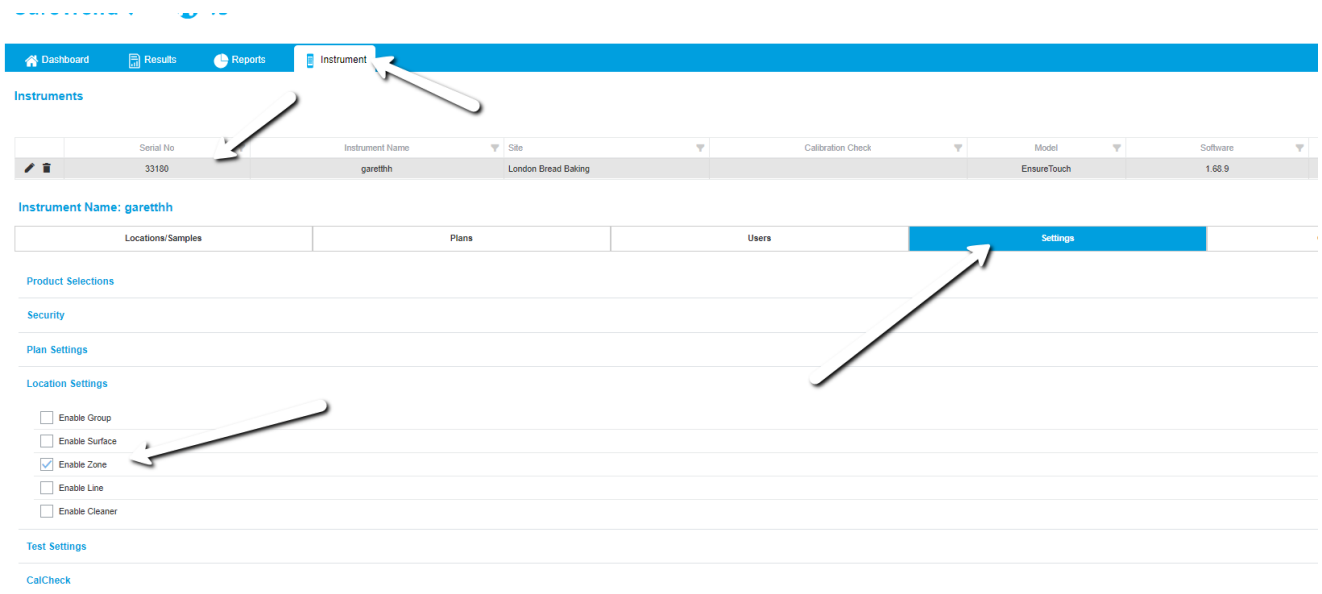 Dashboard Results Reports Instrument
Instruments
Serial No Instrument Name Site Calibration Check Model Software
33180 garetthh London Bread Baking EnsureTouch 1.68.9
Instrument Name: garetthh
Locations/Samples Plans Users Settings
Product Selections
Security
Plan Settings
Location Settings
Enable Group
Enable Surface
Enable Zone
Enable Line
Enable Cleaner
Test Settings
CalCheck